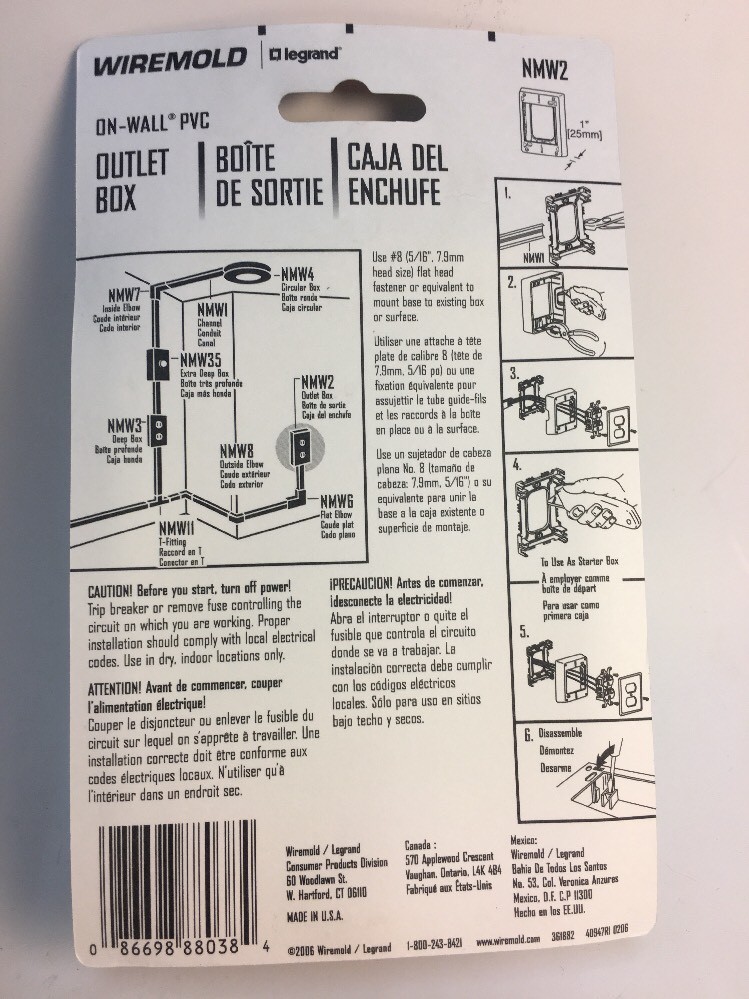 WIREMOLD legrand®
ON-WALL® PVC
OUTLET
BOX
BOÎTE
DE SORTIE
CAJA DEL
ENCHUFE
NMW2
1"
[25mm]
NMW4
Circular Box
Boîte ronde
Caja circular
NMW7
Inside Elbow
Coude intérieur
Codo interior
NMW1
Channel
Conduit
Canal
NMW35
Extra Deep Box
Boîte très profonde
Caja más honda
NMW2
Outlet Box
Boîte de sortie
Caja del enchufe
NMW3
Deep Box
Boîte profonde
Caja honda
NMW8
Outside Elbow
Coude extérieur
Codo exterior
NMW6
Flat Elbow
Coude plat
Codo plano
NMW11
T-Fitting
Raccord en T
Conector en T
Use #8 (5/16", 7.9mm
head size) flat head
fastener or equivalent to
mount base to existing box
or surface.
Utiliser une attache à tête
plate de calibre 8 (tête de
7.9mm, 5/16 po) ou une
fixation équivalente pour
assujettir le tube guide-fils
et les raccords à la boîte
en place ou à la surface.
Use un sujetador de cabeza
plana No. 8 (tamaño de
cabeza: 7.9mm, 5/16") o su
equivalente para unir la
base a la caja existente o
superficie de montaje.
1.
NMW1
2.
3.
4.
To Use As Starter Box
À employer comme
boîte de départ
Para usar como
primera caja
5.
6. Disassemble
Démontez
Desarme
CAUTION! Before you start, turn off power!
Trip breaker or remove fuse controlling the
circuit on which you are working. Proper
installation should comply with local electrical
codes. Use in dry, indoor locations only.
ATTENTION! Avant de commencer, couper
l'alimentation électrique!
Couper le disjoncteur ou enlever le fusible du
circuit sur lequel on s'apprête à travailler. Une
installation correcte doit être conforme aux
codes électriques locaux. N'utiliser qu'à
l'intérieur dans un endroit sec.
¡PRECAUCION! Antes de comenzar,
¡desconecte la electricidad!
Abra el interruptor o quite el
fusible que controla el circuito
donde se va a trabajar. La
instalación correcta debe cumplir
con los códigos eléctricos
locales. Sólo para uso en sitios
bajo techo y secos.
0 86698 88038 4
Wiremold / Legrand
Consumer Products Division
60 Woodlawn St.
W. Hartford, CT 06110
MADE IN U.S.A.
Canada :
570 Applewood Crescent
Vaughan, Ontario, L4K 4B4
Fabriqué aux États-Unis
Mexico:
Wiremold / Legrand
Bahia De Todos Los Santos
No. 53, Col. Veronica Anzures
Mexico, D.F. C.P 11300
Hecho en los EE.UU.
©2006 Wiremold / Legrand 1-800-243-8421 www.wiremold.com 361882 40947R1 0206